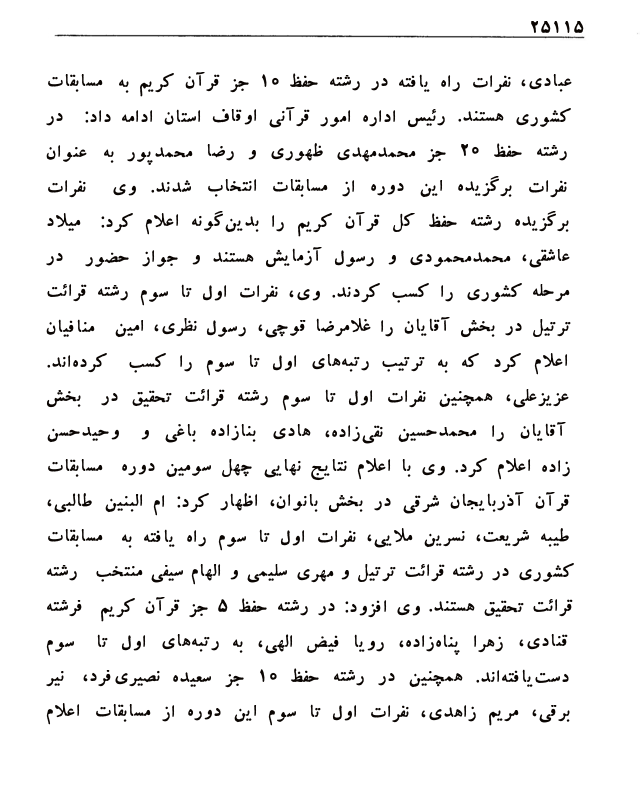 ۲۵۱۱۵
عبادی، نفرات راه یافته در رشته حفظ ۱۰ جز قرآن کریم به مسابقات
کشوری هستند. رئیس اداره امور قرآنی اوقاف استان ادامه داد: در
رشته حفظ ۲۰ جز محمدمهدی ظهوری و رضا محمدپور به عنوان
نفرات برگزیده این دوره از مسابقات انتخاب شدند. وی نفرات
برگزیده رشته حفظ کل قرآن کریم را بدین‌گونه اعلام کرد: میلاد
عاشقی، محمدمحمودی و رسول آزمایش هستند و جواز حضور در
مرحله کشوری را کسب کردند. وی، نفرات اول تا سوم رشته قرائت
ترتیل در بخش آقایان را غلامرضا قوچی، رسول نظری، امین منافیان
اعلام کرد که به ترتیب رتبه‌های اول تا سوم را کسب کرده‌اند.
عزیزعلی، همچنین نفرات اول تا سوم رشته قرائت تحقیق در بخش
آقایان را محمدحسین نقی‌زاده، هادی بنازاده باغی و وحیدحسن
زاده اعلام کرد. وی با اعلام نتایج نهایی چهل سومین دوره مسابقات
قرآن آذربایجان شرقی در بخش بانوان، اظهار کرد: ام البنین طالبی،
طیبه شریعت، نسرین ملایی، نفرات اول تا سوم راه یافته به مسابقات
کشوری در رشته قرائت ترتیل و مهری سلیمی و الهام سیفی منتخب رشته
قرائت تحقیق هستند. وی افزود: در رشته حفظ ۵ جز قرآن کریم فرشته
قنادی، زهرا پناه‌زاده، رویا فیض الهی، به رتبه‌های اول تا سوم
دست‌یافته‌اند. همچنین در رشته حفظ ۱۰ جز سعیده نصیری‌فرد، نیر
برقی، مریم زاهدی، نفرات اول تا سوم این دوره از مسابقات اعلام